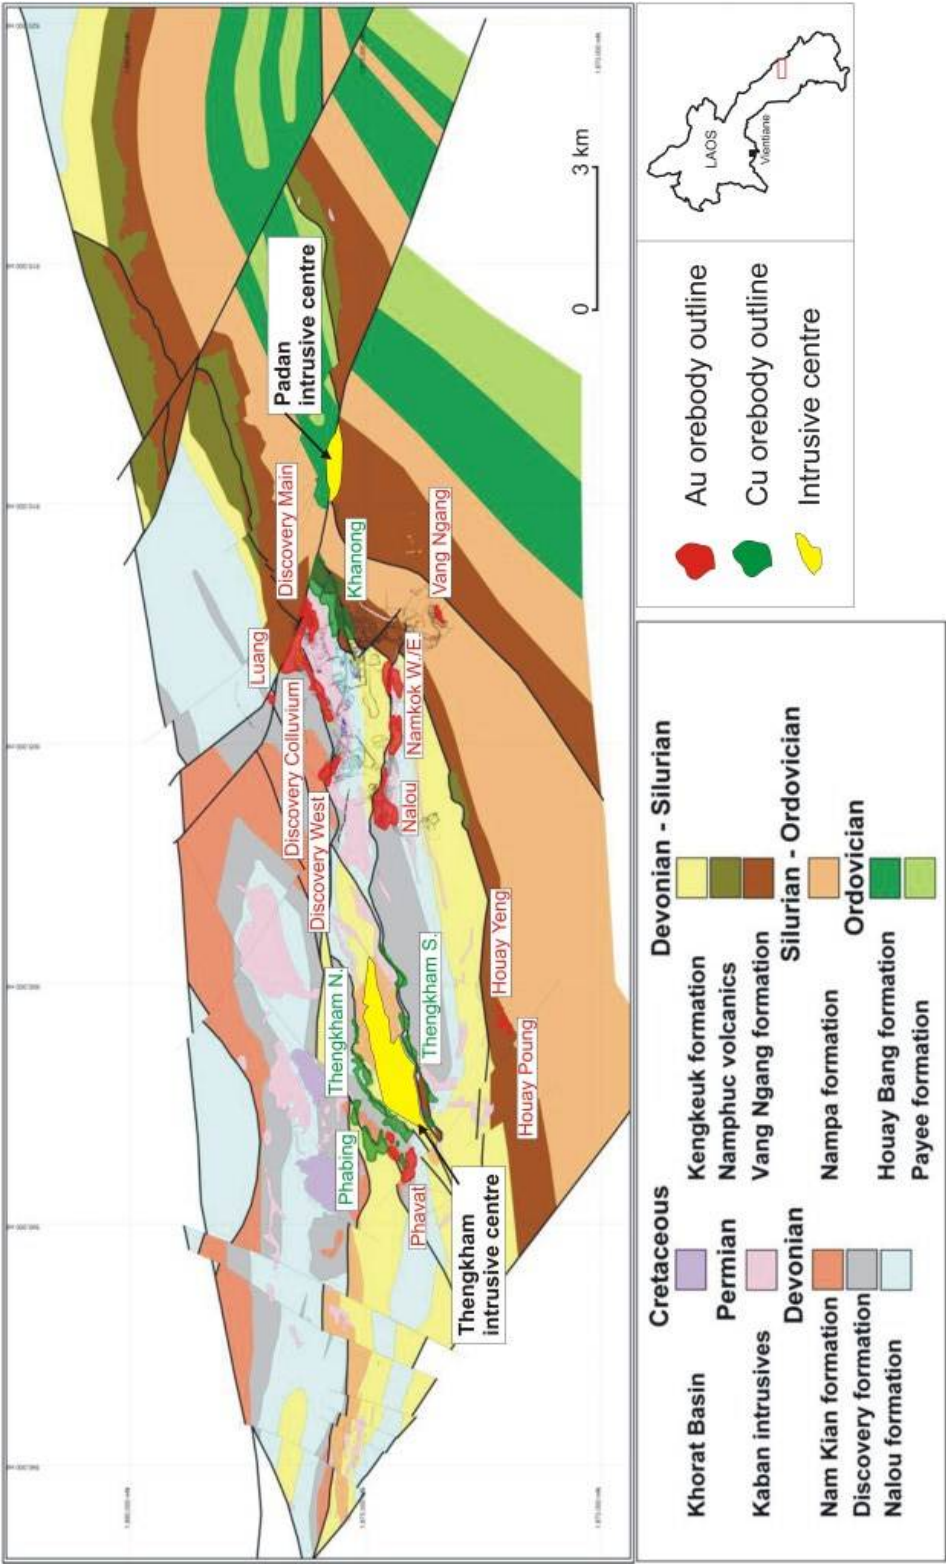 Padan
intrusive centre
Discovery Main
Khanong
Vang Ngang
Luang
Discovery Colluvium
Namkok W./E.
Discovery West
Nalou
Thengkham N.
Thengkham S.
Houay Yeng
Houay Poung
Phabing
Phavat
Thengkham
intrusive centre
0
3 km
Cretaceous
Khorat Basin
Permian
Kaban intrusives
Devonian
Nam Kian formation
Discovery formation
Nalou formation
Devonian - Silurian
Kengkeuk formation
Namphuc volcanics
Vang Ngang formation
Silurian - Ordovician
Nampa formation
Ordovician
Houay Bang formation
Payee formation
Au orebody outline
Cu orebody outline
Intrusive centre
LAOS
Vientiane